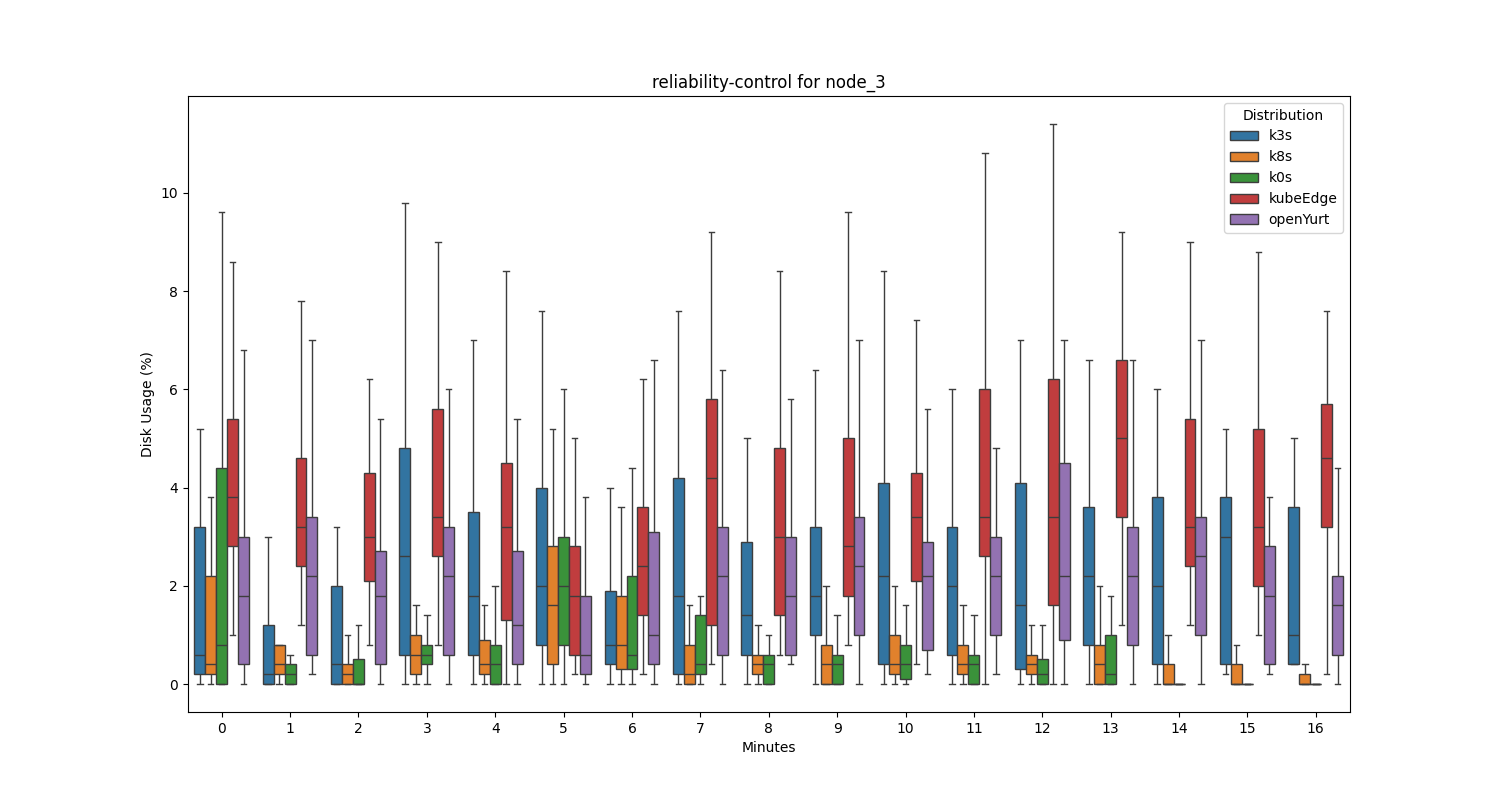 reliability-control for node_3
Distribution
k3s
k8s
k0s
kubeEdge
openYurt
Disk Usage (%)
10
8
6
4
2
0
0 1 2 3 4 5 6 7 8 9 10 11 12 13 14 15 16
Minutes